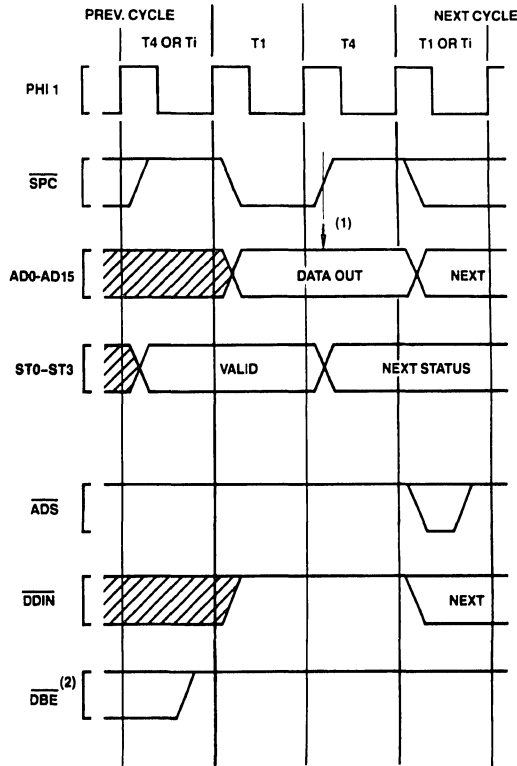 PREV. CYCLE NEXT CYCLE
T4 OR Ti T1 T4 T1 OR Ti
PHI 1
SPC
(1)
AD0-AD15 DATA OUT NEXT
ST0-ST3 VALID NEXT STATUS
ADS
DDIN NEXT
DBE (2)